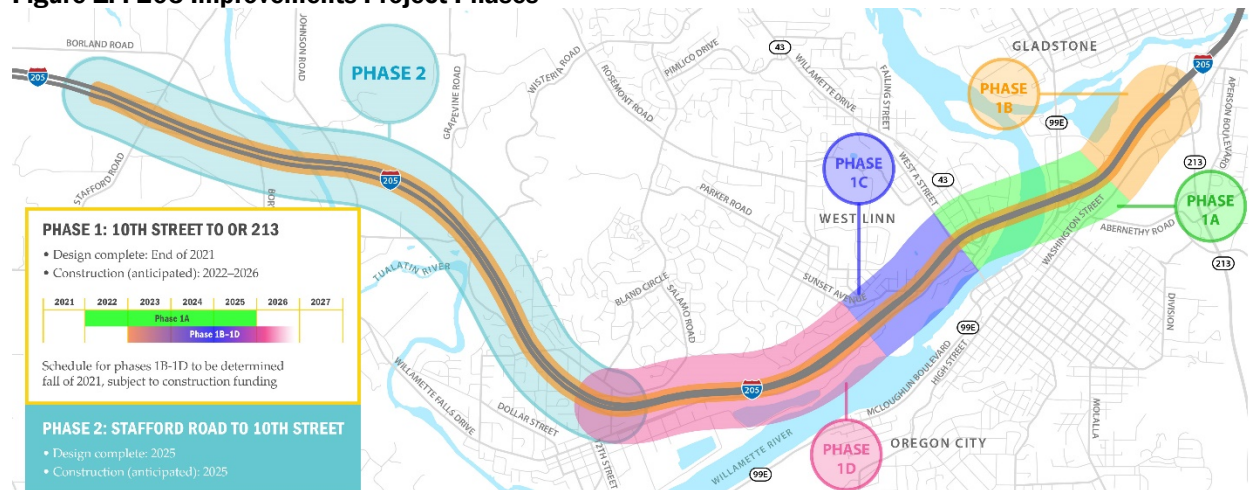 Figure 2. I-205 Improvements Project Phases
BORLAND ROAD
JOHNSON ROAD
PHASE 2
GRAPEVINE ROAD
WISTERIA ROAD
ROSEMONT ROAD
PIMLICO DRIVE
43
WILLAMETTE DRIVE
FALLING STREET
GLADSTONE
205
205
APERSON BOULEVARD
PHASE
1B
99E
STAFFORD ROAD
205
PHASE
1C
WEST A STREET
43
213
PHASE
1A
PARKER ROAD
WEST LINN
WASHINGTON STREET
ABERNETHY ROAD
213
TUALATIN RIVER
BLAND CIRCLE
SALAMO ROAD
SUNSET AVENUE
99E
DIVISION
PHASE 1: 10TH STREET TO OR 213
• Design complete: End of 2021
• Construction (anticipated): 2022–2026
2021 2022 2023 2024 2025 2026 2027
Phase 1A
Phase 1B-1D
Schedule for phases 1B-1D to be determined
fall of 2021, subject to construction funding
PHASE 2: STAFFORD ROAD TO 10TH STREET
• Design complete: 2025
• Construction (anticipated): 2025
WILLAMETTE FALLS DRIVE
DOLLAR STREET
12TH STREET
205
MCLOUGHLIN BOULEVARD
HIGH STREET
MOLALLA
WILLAMETTE RIVER
99E
PHASE
1D
OREGON CITY